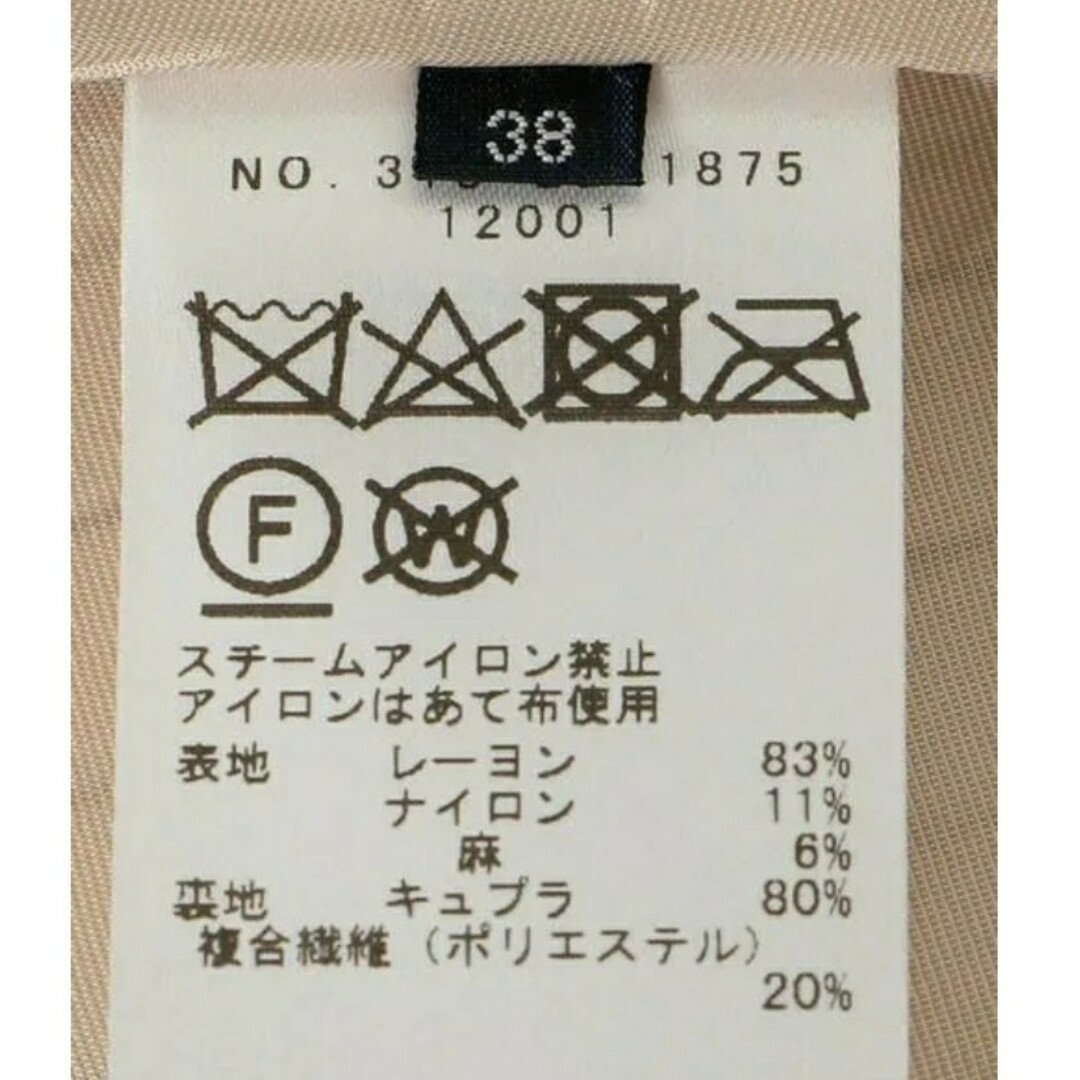 38
NO. 3 1875
12001
F
W
スチームアイロン禁止
アイロンはあて布使用
表地 レーヨン 83%
ナイロン 11%
麻 6%
裏地 キュプラ 80%
複合繊維（ポリエステル）
20%